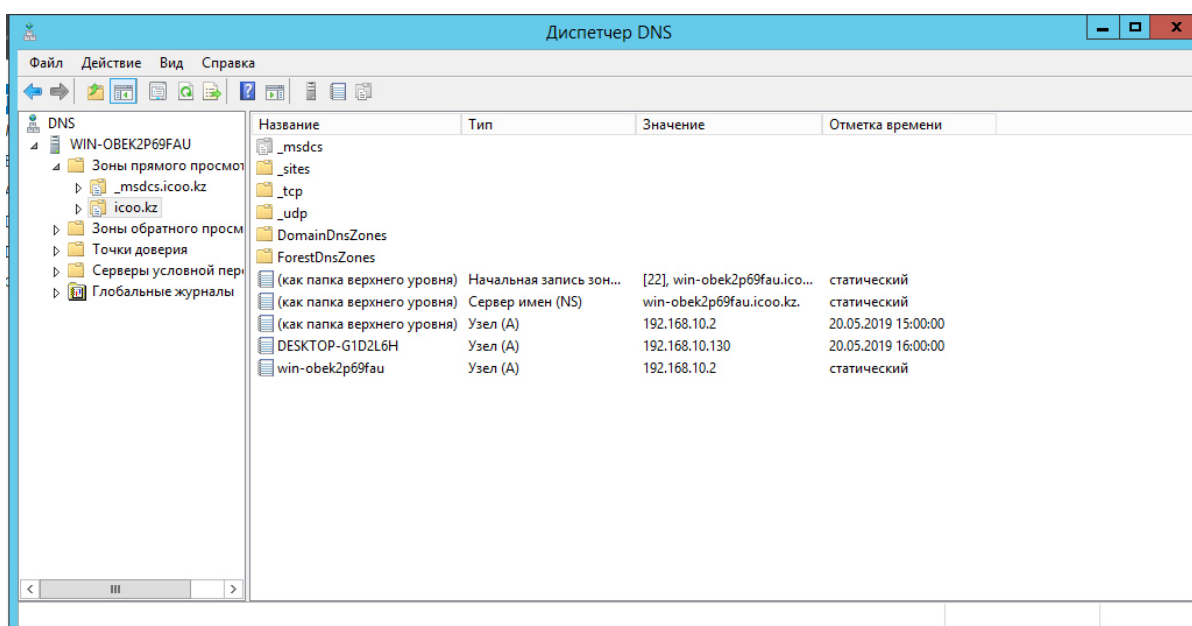 Диспетчер DNS
Файл Действие Вид Справка
DNS
WIN-OBEK2P69FAU
Зоны прямого просмот
_msdcs.icoo.kz
icoo.kz
Зоны обратного просм
Точки доверия
Серверы условной пере
Глобальные журналы
Название Тип Значение Отметка времени
_msdcs
_sites
_tcp
_udp
DomainDnsZones
ForestDnsZones
(как папка верхнего уровня) Начальная запись зон... [22], win-obek2p69fau.ico... статический
(как папка верхнего уровня) Сервер имен (NS) win-obek2p69fau.icoo.kz. статический
(как папка верхнего уровня) Узел (A) 192.168.10.2 20.05.2019 15:00:00
DESKTOP-G1D2L6H Узел (A) 192.168.10.130 20.05.2019 16:00:00
win-obek2p69fau Узел (A) 192.168.10.2 статический